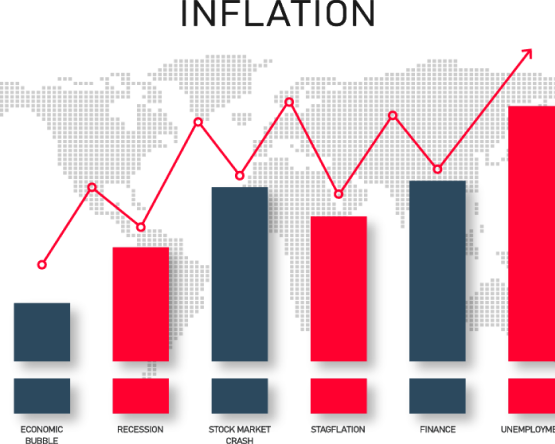 INFLATION
ECONOMIC
BUBBLE
RECESSION
STOCK MARKET
CRASH
STAGFLATION
FINANCE
UNEMPLOYME